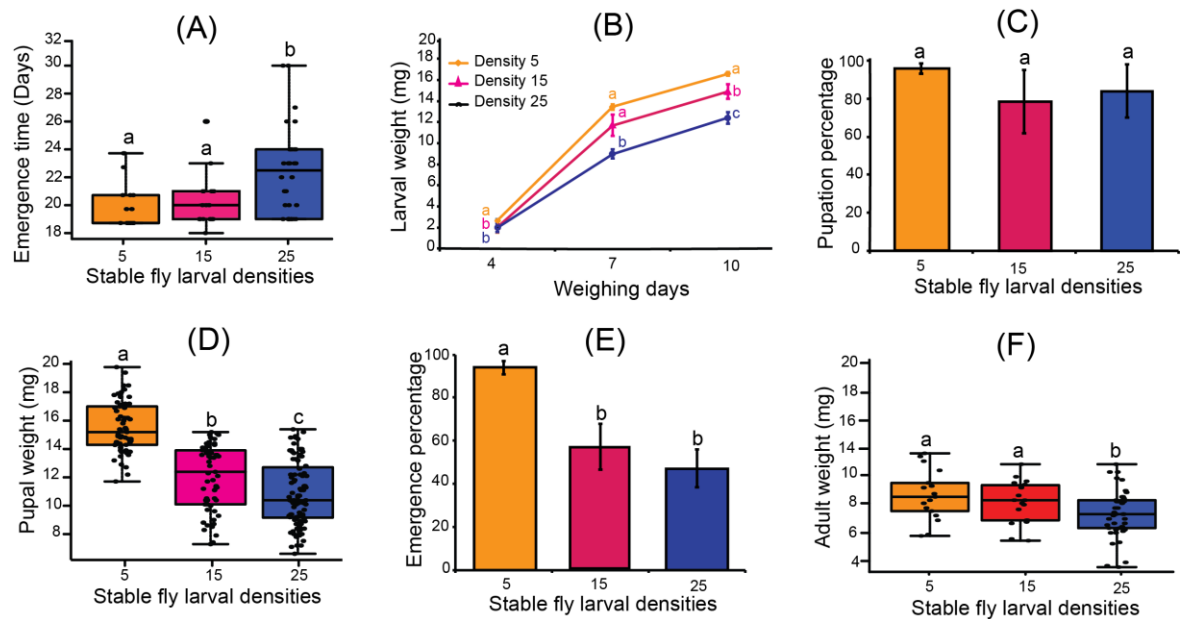 (A)
Emergence time (Days)
32
30
28
26
24
22
20
18
a
a
b
5
15
25
Stable fly larval densities
(B)
Larval weight (mg)
20
18
16
14
12
10
8
6
4
2
0
Density 5
Density 15
Density 25
a
b
b
a
a
b
a
b
c
4
7
10
Weighing days
(C)
Pupation percentage
100
80
60
40
20
0
a
a
a
5
15
25
Stable fly larval densities
(D)
Pupal weight (mg)
20
18
16
14
12
10
8
a
b
c
5
15
25
Stable fly larval densities
(E)
Emergence percentage
100
80
60
40
20
0
a
b
b
5
15
25
Stable fly larval densities
(F)
Adult weight (mg)
20
18
16
14
10
8
6
4
a
a
b
5
15
25
Stable fly larval densities